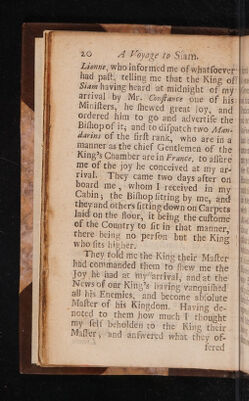 20 A Voyage to Siam.
Lionne, who informed me of whatsoever
had past, telling me that the King of
Siam having heard at midnight of my
arrival by Mr. Constance one of his
Ministers, he shewed great joy, and
ordered him to go and advertise the
Bishop of it; and to dispatch two Man-
darins of the first rank, who are in a
manner as the chief Gentlemen of the
King's Chamber are in France, to assure
me of the joy he conceived at my ar-
rival. They came two days after on
board me, whom I received in my
Cabin; the Bishop sitting by me, and
they and others sitting down on Carpets
laid on the floor, it being the custome
of the Country to sit in that manner,
there being no person but the King
who sits higher.
They told me the King their Master
had commanded them to shew me the
Joy he had at my arrival, and at the
News of our King's having vanquished
all his Enemies, and become absolute
Master of his Kingdom. Having de-
noted to them how much I thought
my self beholden to the King their
Master, and answered what they of-
fered